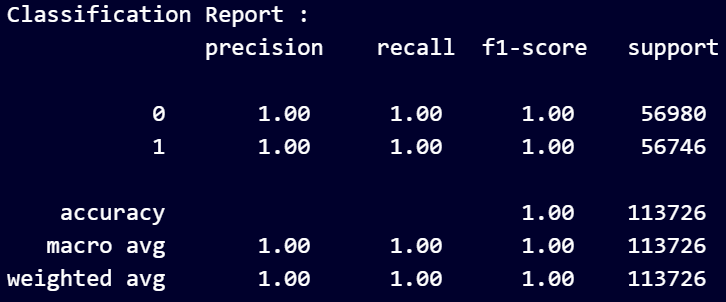 Classification Report :
precision recall f1-score support
0 1.00 1.00 1.00 56980
1 1.00 1.00 1.00 56746
accuracy 1.00 113726
macro avg 1.00 1.00 1.00 113726
weighted avg 1.00 1.00 1.00 113726